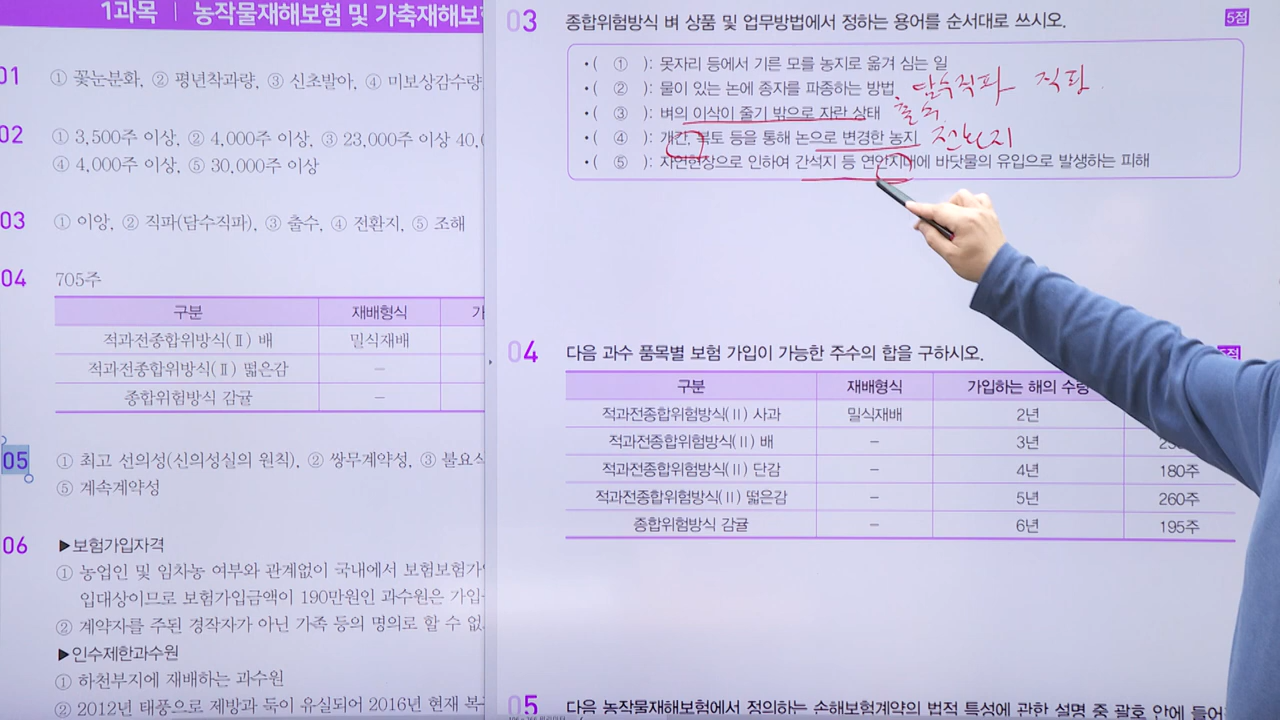 1과목 | 농작물재해보험 및 가축재해보험
01 ① 꽃눈분화, ② 평년착과량, ③ 신초발아, ④ 미보상감수량
02 ① 3,500주 이상, ② 4,000주 이상, ③ 23,000주 이상 40,0
④ 4,000주 이상, ⑤ 30,000주 이상
03 ① 이앙, ② 직파(담수직파), ③ 출수, ④ 전환지, ⑤ 조해
04 705주
구분 재배형식 가
적과전종합위방식(Ⅱ) 배 밀식재배
적과전종합위방식(Ⅱ) 떫은감 -
종합위험방식 감귤 -
05 ① 최고 선의성(신의성실의 원칙), ② 쌍무계약성, ③ 불요식
⑤ 계속계약성
06 ▶보험가입자격
① 농업인 및 임차농 여부와 관계없이 국내에서 보험보험가
입대상이므로 보험가입금액이 190만원인 과수원은 가입
② 계약자를 주된 경작자가 아닌 가족 등의 명의로 할 수 없
▶인수제한과수원
① 하천부지에 재배하는 과수원
② 2012년 태풍으로 제방과 둑이 유실되어 2016년 현재 복
03 종합위험방식 벼 상품 및 업무방법에서 정하는 용어를 순서대로 쓰시오. 5점
• ( ① ): 못자리 등에서 기른 모를 농지로 옮겨 심는 일
• ( ② ): 물이 있는 논에 종자를 파종하는 방법 담수직파 직파
• ( ③ ): 벼의 이삭이 줄기 밖으로 자란 상태 출수
• ( ④ ): 개간, 복토 등을 통해 논으로 변경한 농지 전환지
• ( ⑤ ): 자연현장으로 인하여 간석지 등 연안지대에 바닷물의 유입으로 발생하는 피해
04 다음 과수 품목별 보험 가입이 가능한 주수의 합을 구하시오.
구분 재배형식 가입하는 해의 수령
적과전종합위방식(Ⅱ) 사과 밀식재배 2년
적과전종합위방식(Ⅱ) 배 - 3년
적과전종합위방식(Ⅱ) 단감 - 4년 180주
적과전종합위방식(Ⅱ) 떫은감 - 5년 260주
종합위험방식 감귤 - 6년 195주
05 다음 농작물재해보험에서 정의하는 손해보험계약의 법적 특성에 관한 설명 중 괄호 안에 들어